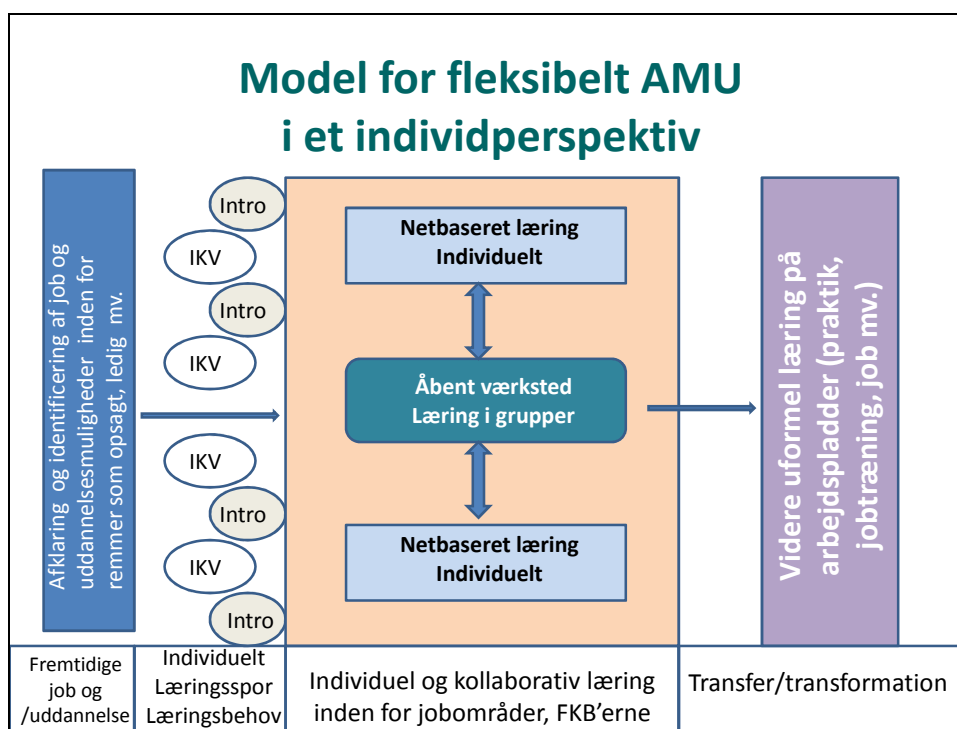 Model for fleksibelt AMU
i et individperspektiv
Afklaring og identificering af job og
uddannelsesmuligheder inden for
remmer som opsagt, ledig mv.
Intro
IKV
Intro
IKV
IKV
Intro
IKV
Intro
Netbaseret læring
Individuelt
Åbent værksted
Læring i grupper
Netbaseret læring
Individuelt
Videre uformel læring på
arbejdspladser (praktik,
jobtræning, job mv.)
Fremtidige
job og
/uddannelse
Individuelt
Læringsspor
Læringsbehov
Individuel og kollaborativ læring
inden for jobområder, FKB'erne
Transfer/transformation